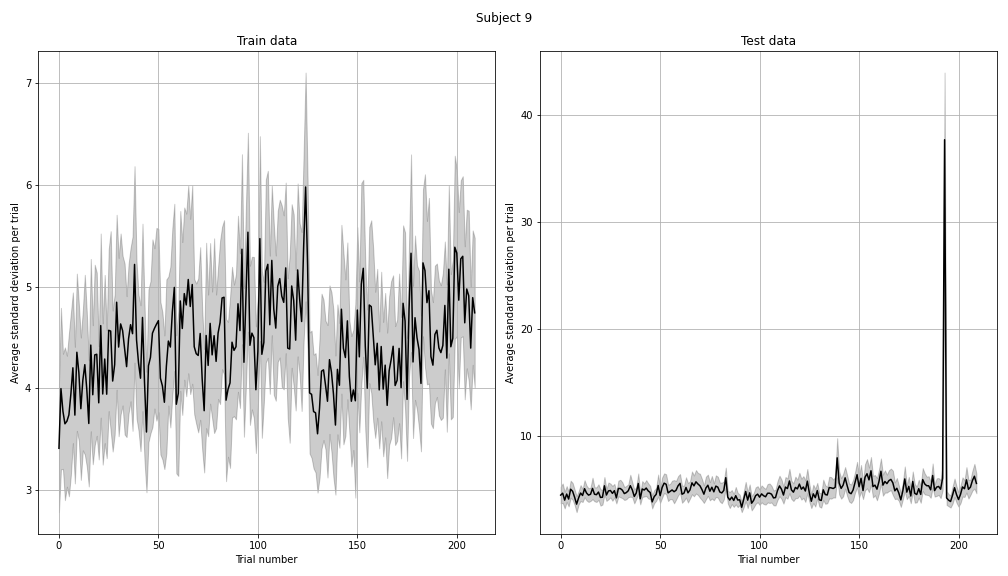 Subject 9
Train data
Average standard deviation per trial
7
6
5
4
3
0 50 100 150 200
Trial number
Test data
Average standard deviation per trial
40
30
20
10
0 50 100 150 200
Trial number